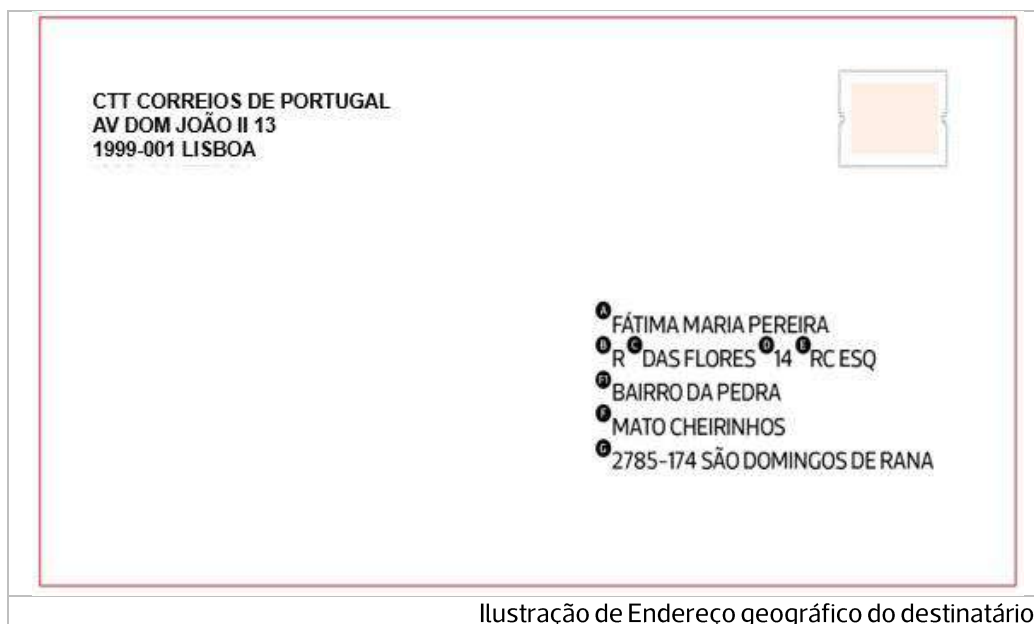 CTT CORREIOS DE PORTUGAL
AV DOM JOÃO II 13
1999-001 LISBOA
A FÁTIMA MARIA PEREIRA
B R C DAS FLORES D 14 E RC ESQ
F1 BAIRRO DA PEDRA
F MATO CHEIRINHOS
G 2785-174 SÃO DOMINGOS DE RANA
Ilustração de Endereço geográfico do destinatário